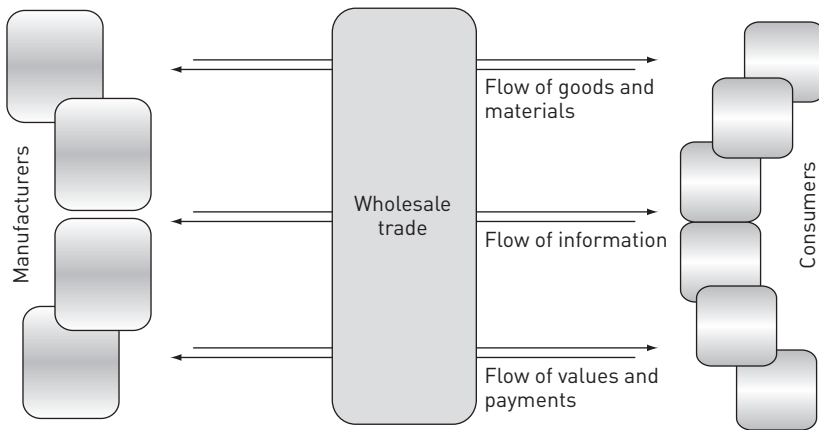 Manufacturers
Wholesale
trade
Flow of goods and
materials
Flow of information
Flow of values and
payments
Consumers